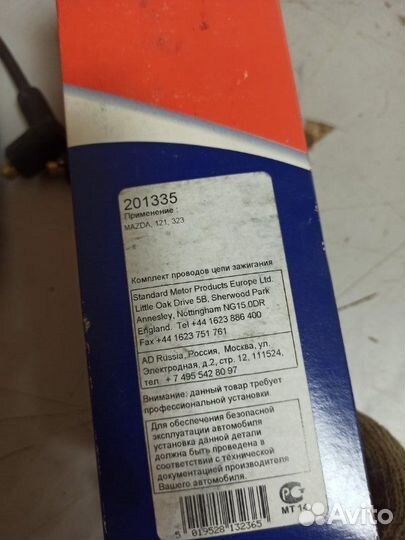 201335
Применение :
MAZDA, 121, 323
Комплект проводов цепи зажигания
Standard Motor Products Europe Ltd.
Little Oak Drive 5B, Sherwood Park
Annesley, Nottingham NG15.0DR
England. Tel +44 1623 886 400
Fax +44 1623 751 761
AD Russia, Россия, Москва, ул.
Электродная, д.2, стр. 12, 111524,
тел. + 7 495 542 80 97
Внимание: данный товар требует
профессиональной установки
Для обеспечения безопасной
эксплуатации автомобиля
установка данной детали
должна быть проведена в
соответствии с технической
документацией производителя
Вашего автомобиля.
МТ
5 019528 132365
Avito